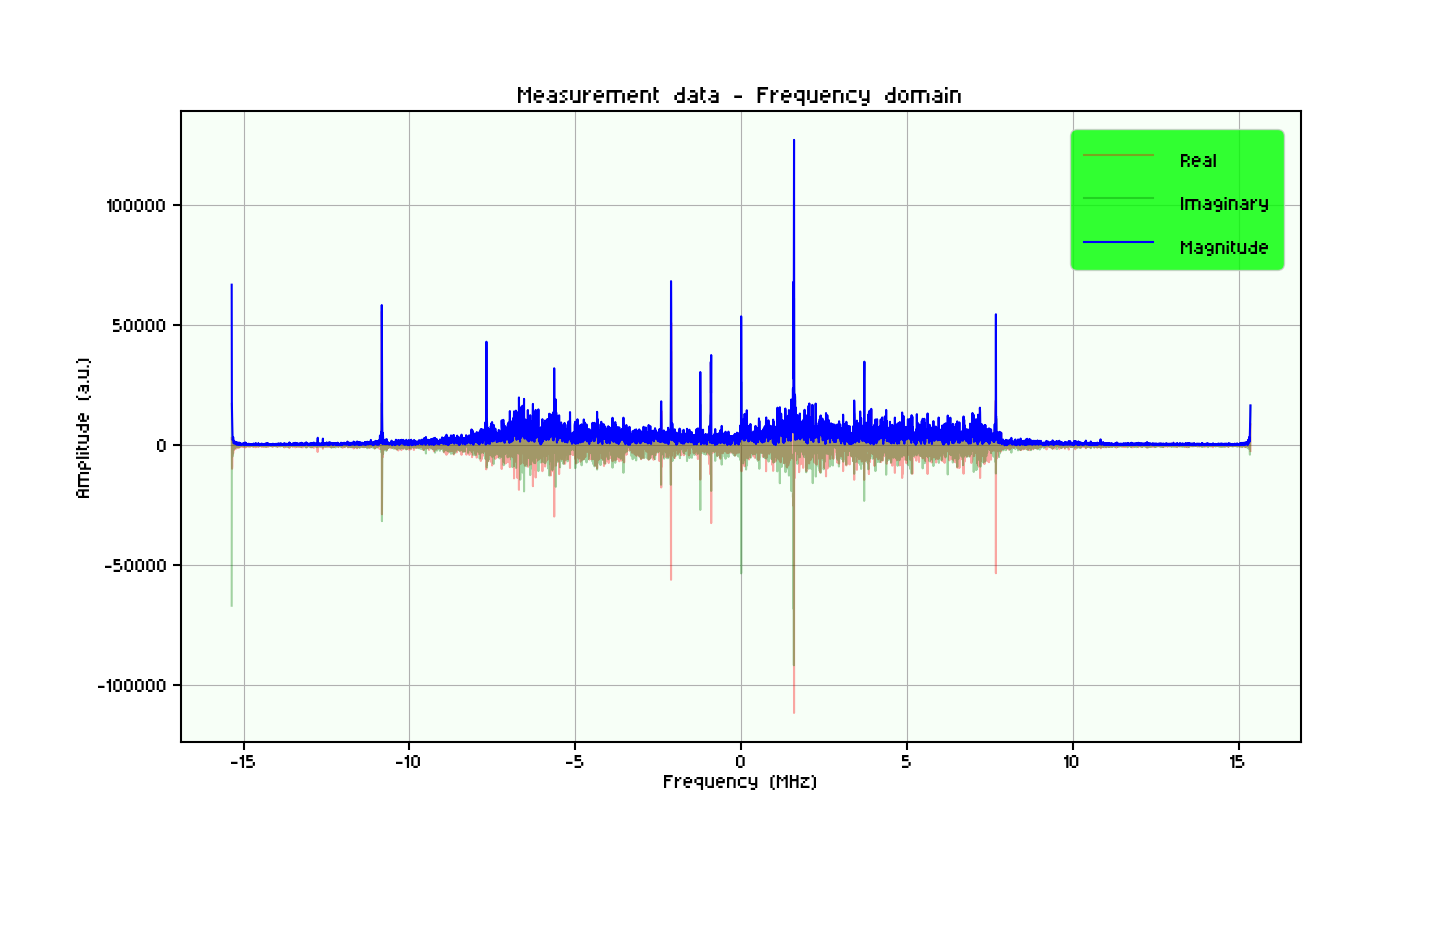 Measurement data - Frequency domain
Real
Imaginary
Magnitude
100000
50000
0
-50000
-100000
Amplitude (a.u.)
-15 -10 -5 0 5 10 15
Frequency (MHz)